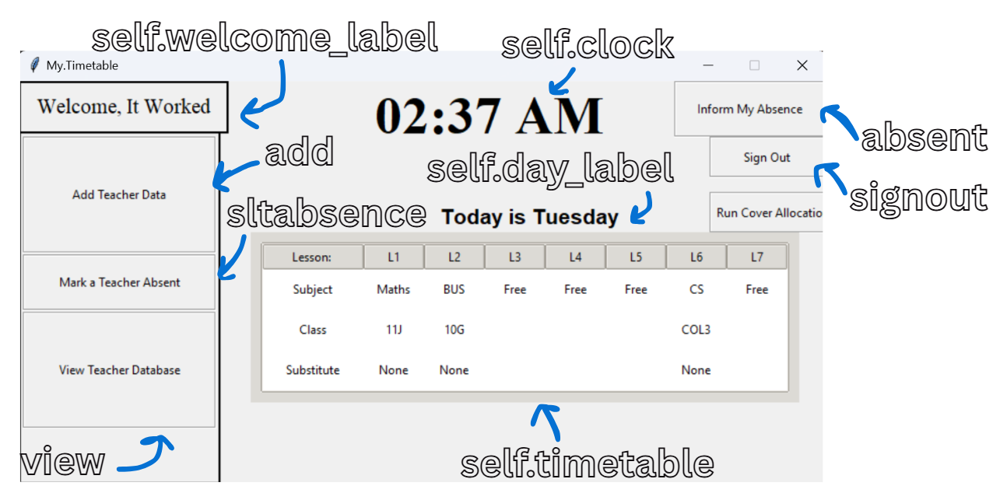 self.welcome_label
self.clock
My.Timetable
Welcome, It Worked
02:37 AM
Inform My Absence
absent
add
Sign Out
self.day_label
signout
Add Teacher Data
sltabsence
Today is Tuesday
Run Cover Allocatio
Lesson: L1 L2 L3 L4 L5 L6 L7
Mark a Teacher Absent
Subject Maths BUS Free Free Free CS Free
Class 11J 10G COL3
View Teacher Database
Substitute None None None
view
self.timetable